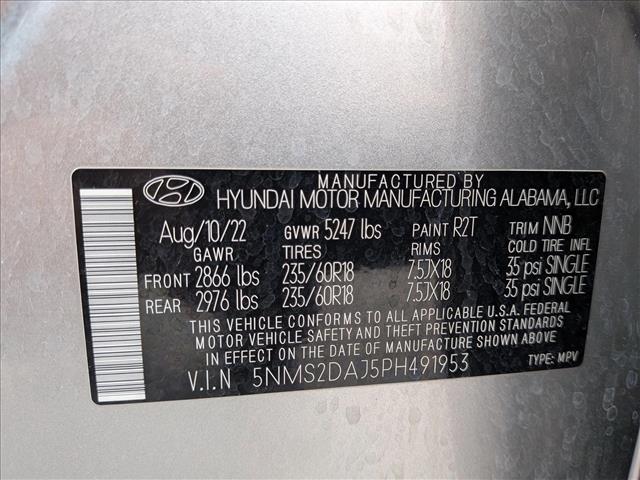 MANUFACTURED BY
HYUNDAI MOTOR MANUFACTURING ALABAMA, LLC
Aug/10/22 GVWR 5247 lbs PAINT R2T TRIM NNB
GAWR TIRES RIMS COLD TIRE INFL
FRONT 2866 lbs 235/60R18 7.5JX18 35 psi SINGLE
REAR 2976 lbs 235/60R18 7.5JX18 35 psi SINGLE
THIS VEHICLE CONFORMS TO ALL APPLICABLE U.S.A. FEDERAL
MOTOR VEHICLE SAFETY AND THEFT PREVENTION STANDARDS
IN EFFECT ON THE DATE OF MANUFACTURE SHOWN ABOVE
V.I.N 5NMS2DAJ5PH491953 TYPE: MPV